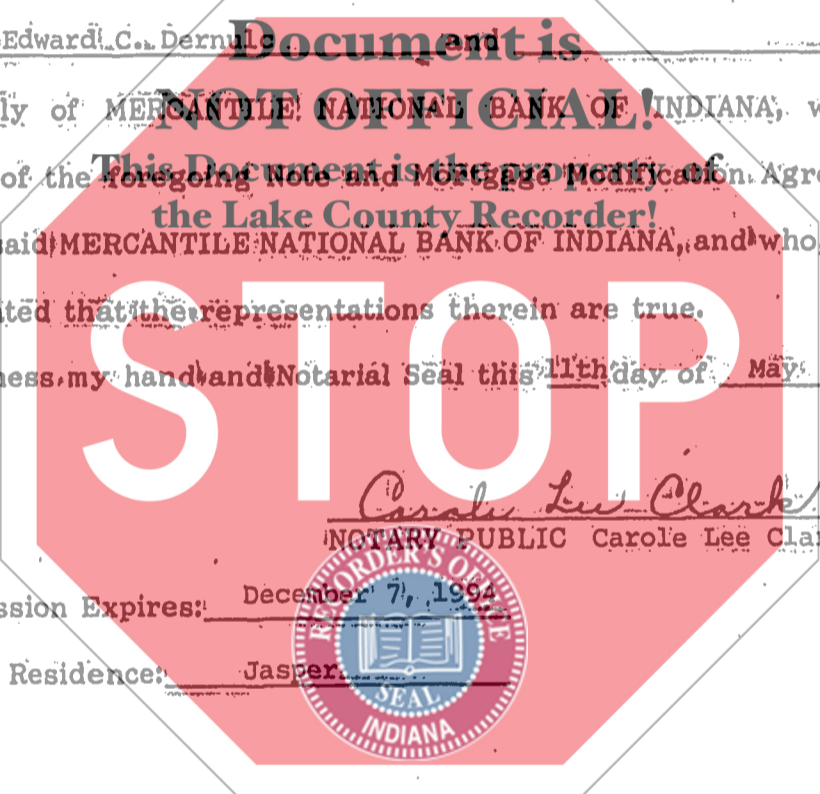 Edward C. Dernulc and
Document is
ly of MERCANTILE NATIONAL BANK OF INDIANA, w
NOT OFFICIAL!
of the foregoing Note and Mortgage Modification Agre
This Document is the property of
the Lake County Recorder!
said MERCANTILE NATIONAL BANK OF INDIANA, and who,
ted that the representations therein are true.
STOP
ness my hand and Notarial Seal this 11th day of May
Carole Lee Clark
NOTARY PUBLIC Carole Lee Clar
ssion Expires: December 7, 1994
Residence: Jasper
RECORDER'S OFFICE
SEAL
INDIANA